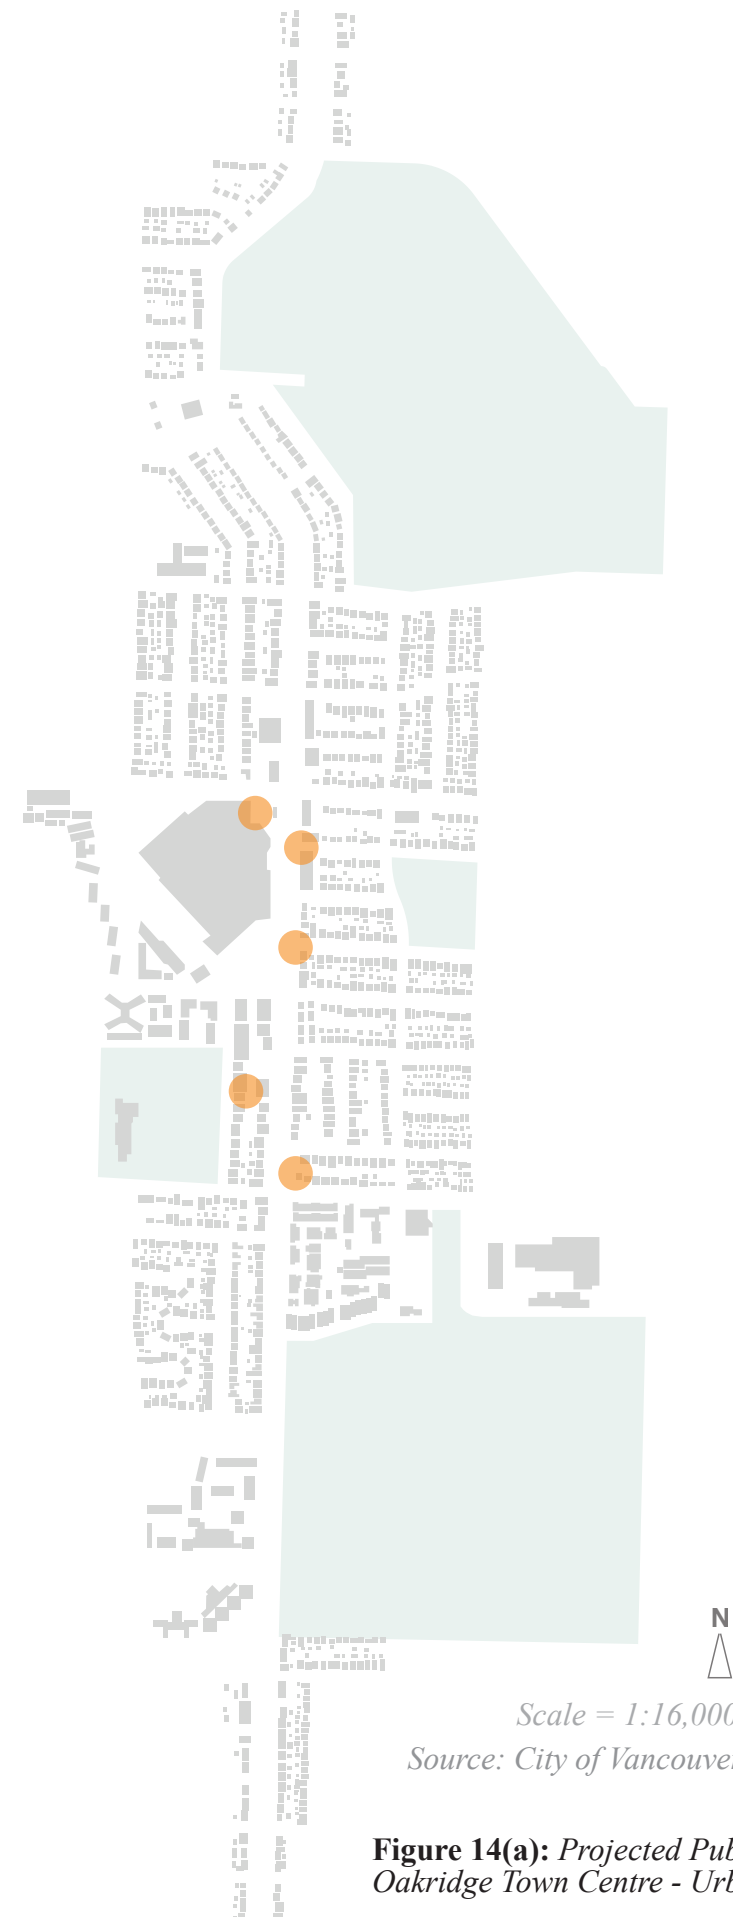 N
Scale = 1:16,000
Source: City of Vancouver
Figure 14(a): Projected Pub
Oakridge Town Centre - Urb